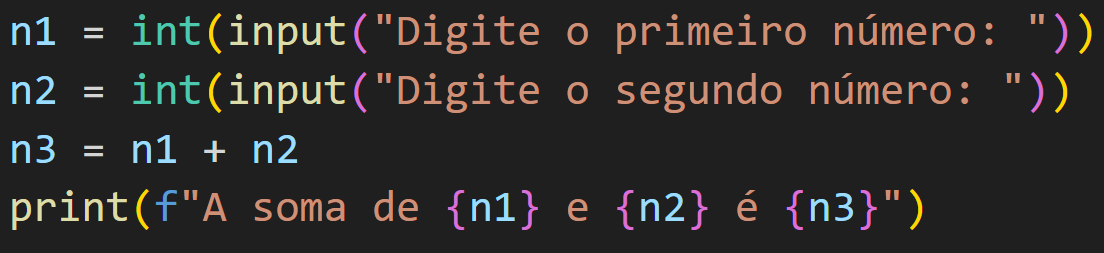 n1 = int(input("Digite o primeiro número: "))
n2 = int(input("Digite o segundo número: "))
n3 = n1 + n2
print(f"A soma de {n1} e {n2} é {n3}")